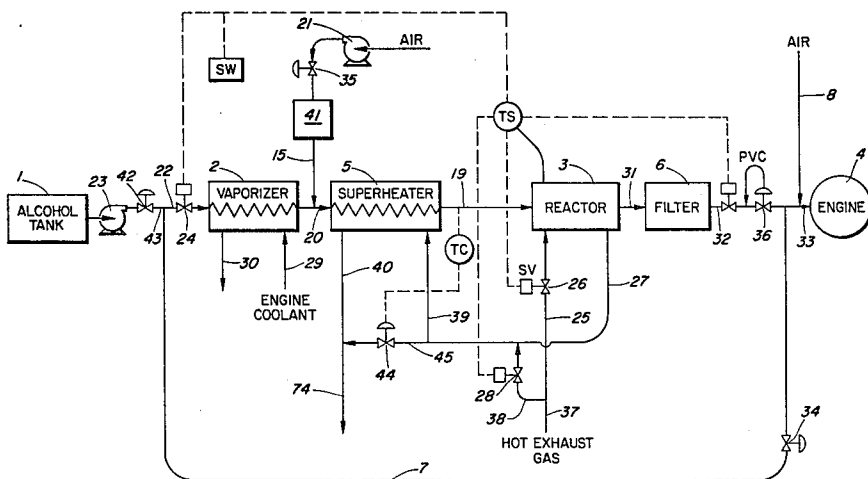 21
AIR
AIR
SW
35
41
TS
8
1
23
42
22
2
15
5
19
3
31
6
PVC
4
ALCOHOL
TANK
VAPORIZER
SUPERHEATER
REACTOR
FILTER
ENGINE
43
24
20
32
36
33
30
29
40
TC
SV
26
27
ENGINE
COOLANT
39
25
44
45
28
74
38
37
34
HOT EXHAUST
GAS
7